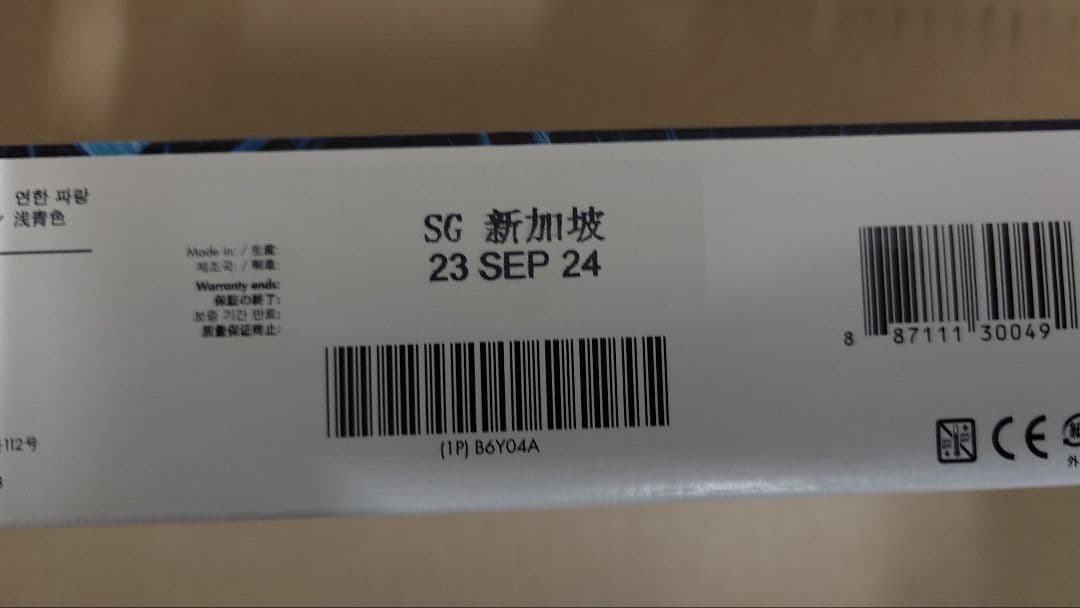 연한 파랑
浅青色
SG 新加坡
23 SEP 24
Made in: / 生産:
제조국: / 制造:
Warranty ends:
保証の終了:
보증 기간 만료:
质量保证终止:
(1P) B6Y04A
8 87111 30049
112号
CE